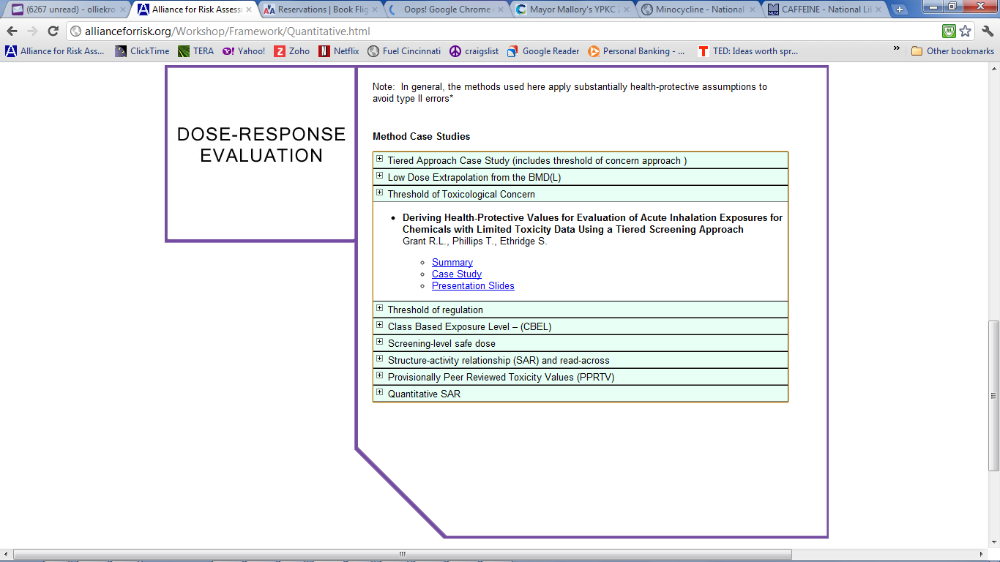 (6267 unread) - olliekro
Alliance for Risk Assess
Reservations | Book Flig
Oops! Google Chrome
Mayor Mallory's YPKC 2
Minocycline - National
CAFFEINE - National Li
allianceforrisk.org/Workshop/Framework/Quantitative.html
Alliance for Risk Ass...
ClickTime
TERA
Yahoo!
Zoho
Netflix
Fuel Cincinnati
craigslist
Google Reader
Personal Banking - ...
TED: Ideas worth spr...
»
Other bookmarks
DOSE-RESPONSE
EVALUATION
Note: In general, the methods used here apply substantially health-protective assumptions to
avoid type II errors*
Method Case Studies
Tiered Approach Case Study (includes threshold of concern approach )
Low Dose Extrapolation from the BMD(L)
Threshold of Toxicological Concern
• Deriving Health-Protective Values for Evaluation of Acute Inhalation Exposures for
Chemicals with Limited Toxicity Data Using a Tiered Screening Approach
Grant R.L., Phillips T., Ethridge S.
Summary
Case Study
Presentation Slides
Threshold of regulation
Class Based Exposure Level – (CBEL)
Screening-level safe dose
Structure-activity relationship (SAR) and read-across
Provisionally Peer Reviewed Toxicity Values (PPRTV)
Quantitative SAR